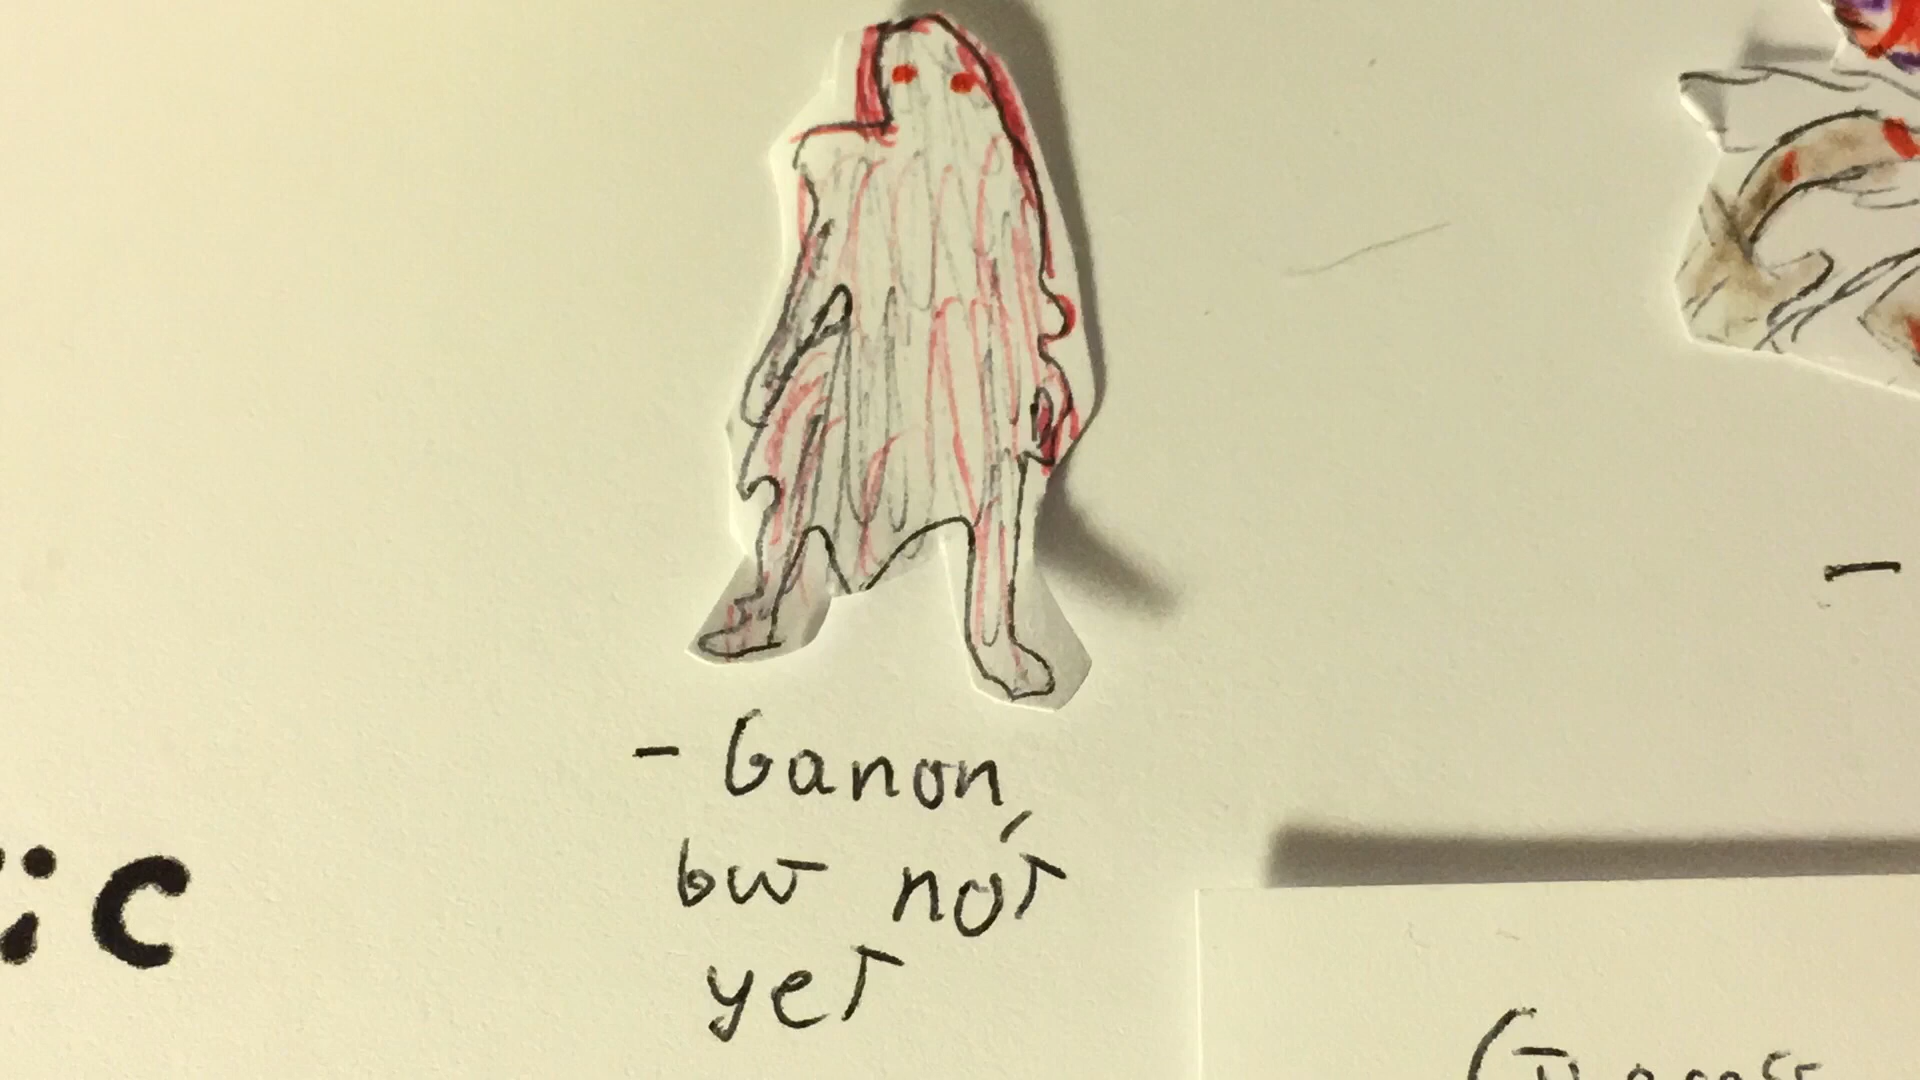 - Ganon,
but not
yet